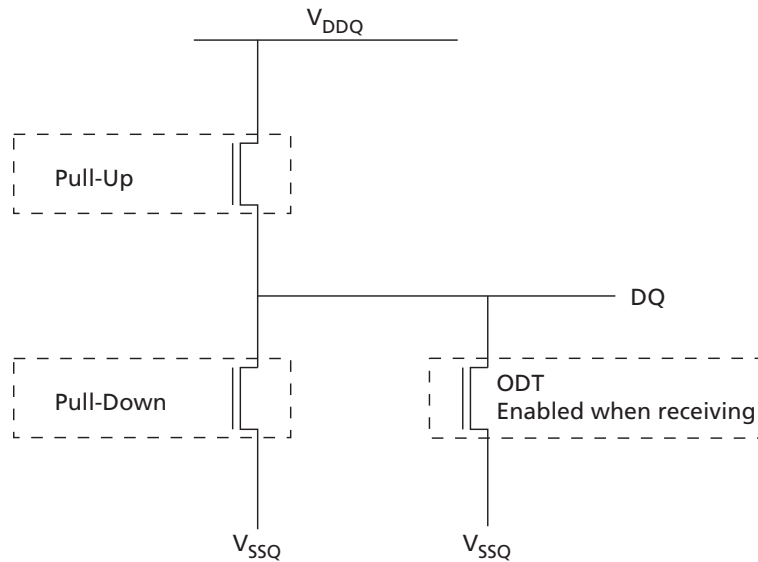 VDDQ
Pull-Up
DQ
Pull-Down
ODT
Enabled when receiving
VSSQ
VSSQ